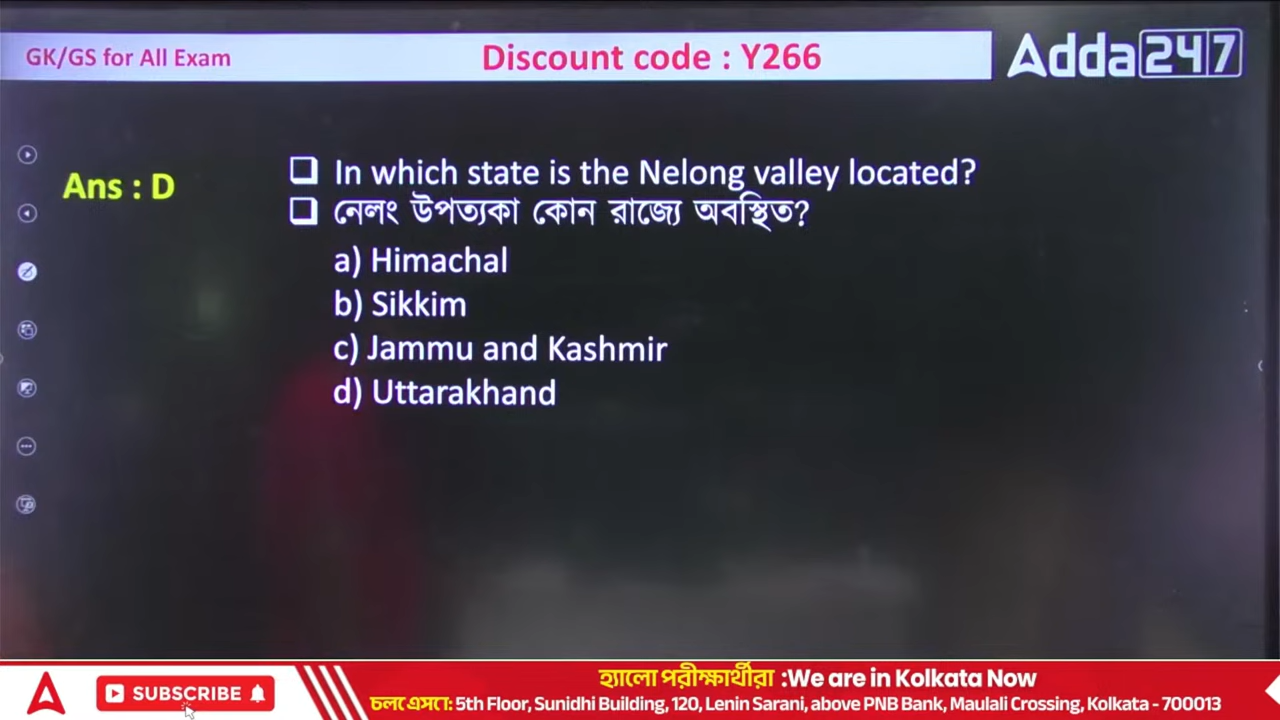 GK/GS for All Exam
Discount code : Y266
Adda247
Ans : D
In which state is the Nelong valley located?
নেলং উপত্যকা কোন রাজ্যে অবস্থিত?
a) Himachal
b) Sikkim
c) Jammu and Kashmir
d) Uttarakhand
SUBSCRIBE
হ্যালো পরীক্ষার্থীরা :We are in Kolkata Now
চলে এসো: 5th Floor, Sunidhi Building, 120, Lenin Sarani, above PNB Bank, Maulali Crossing, Kolkata - 700013